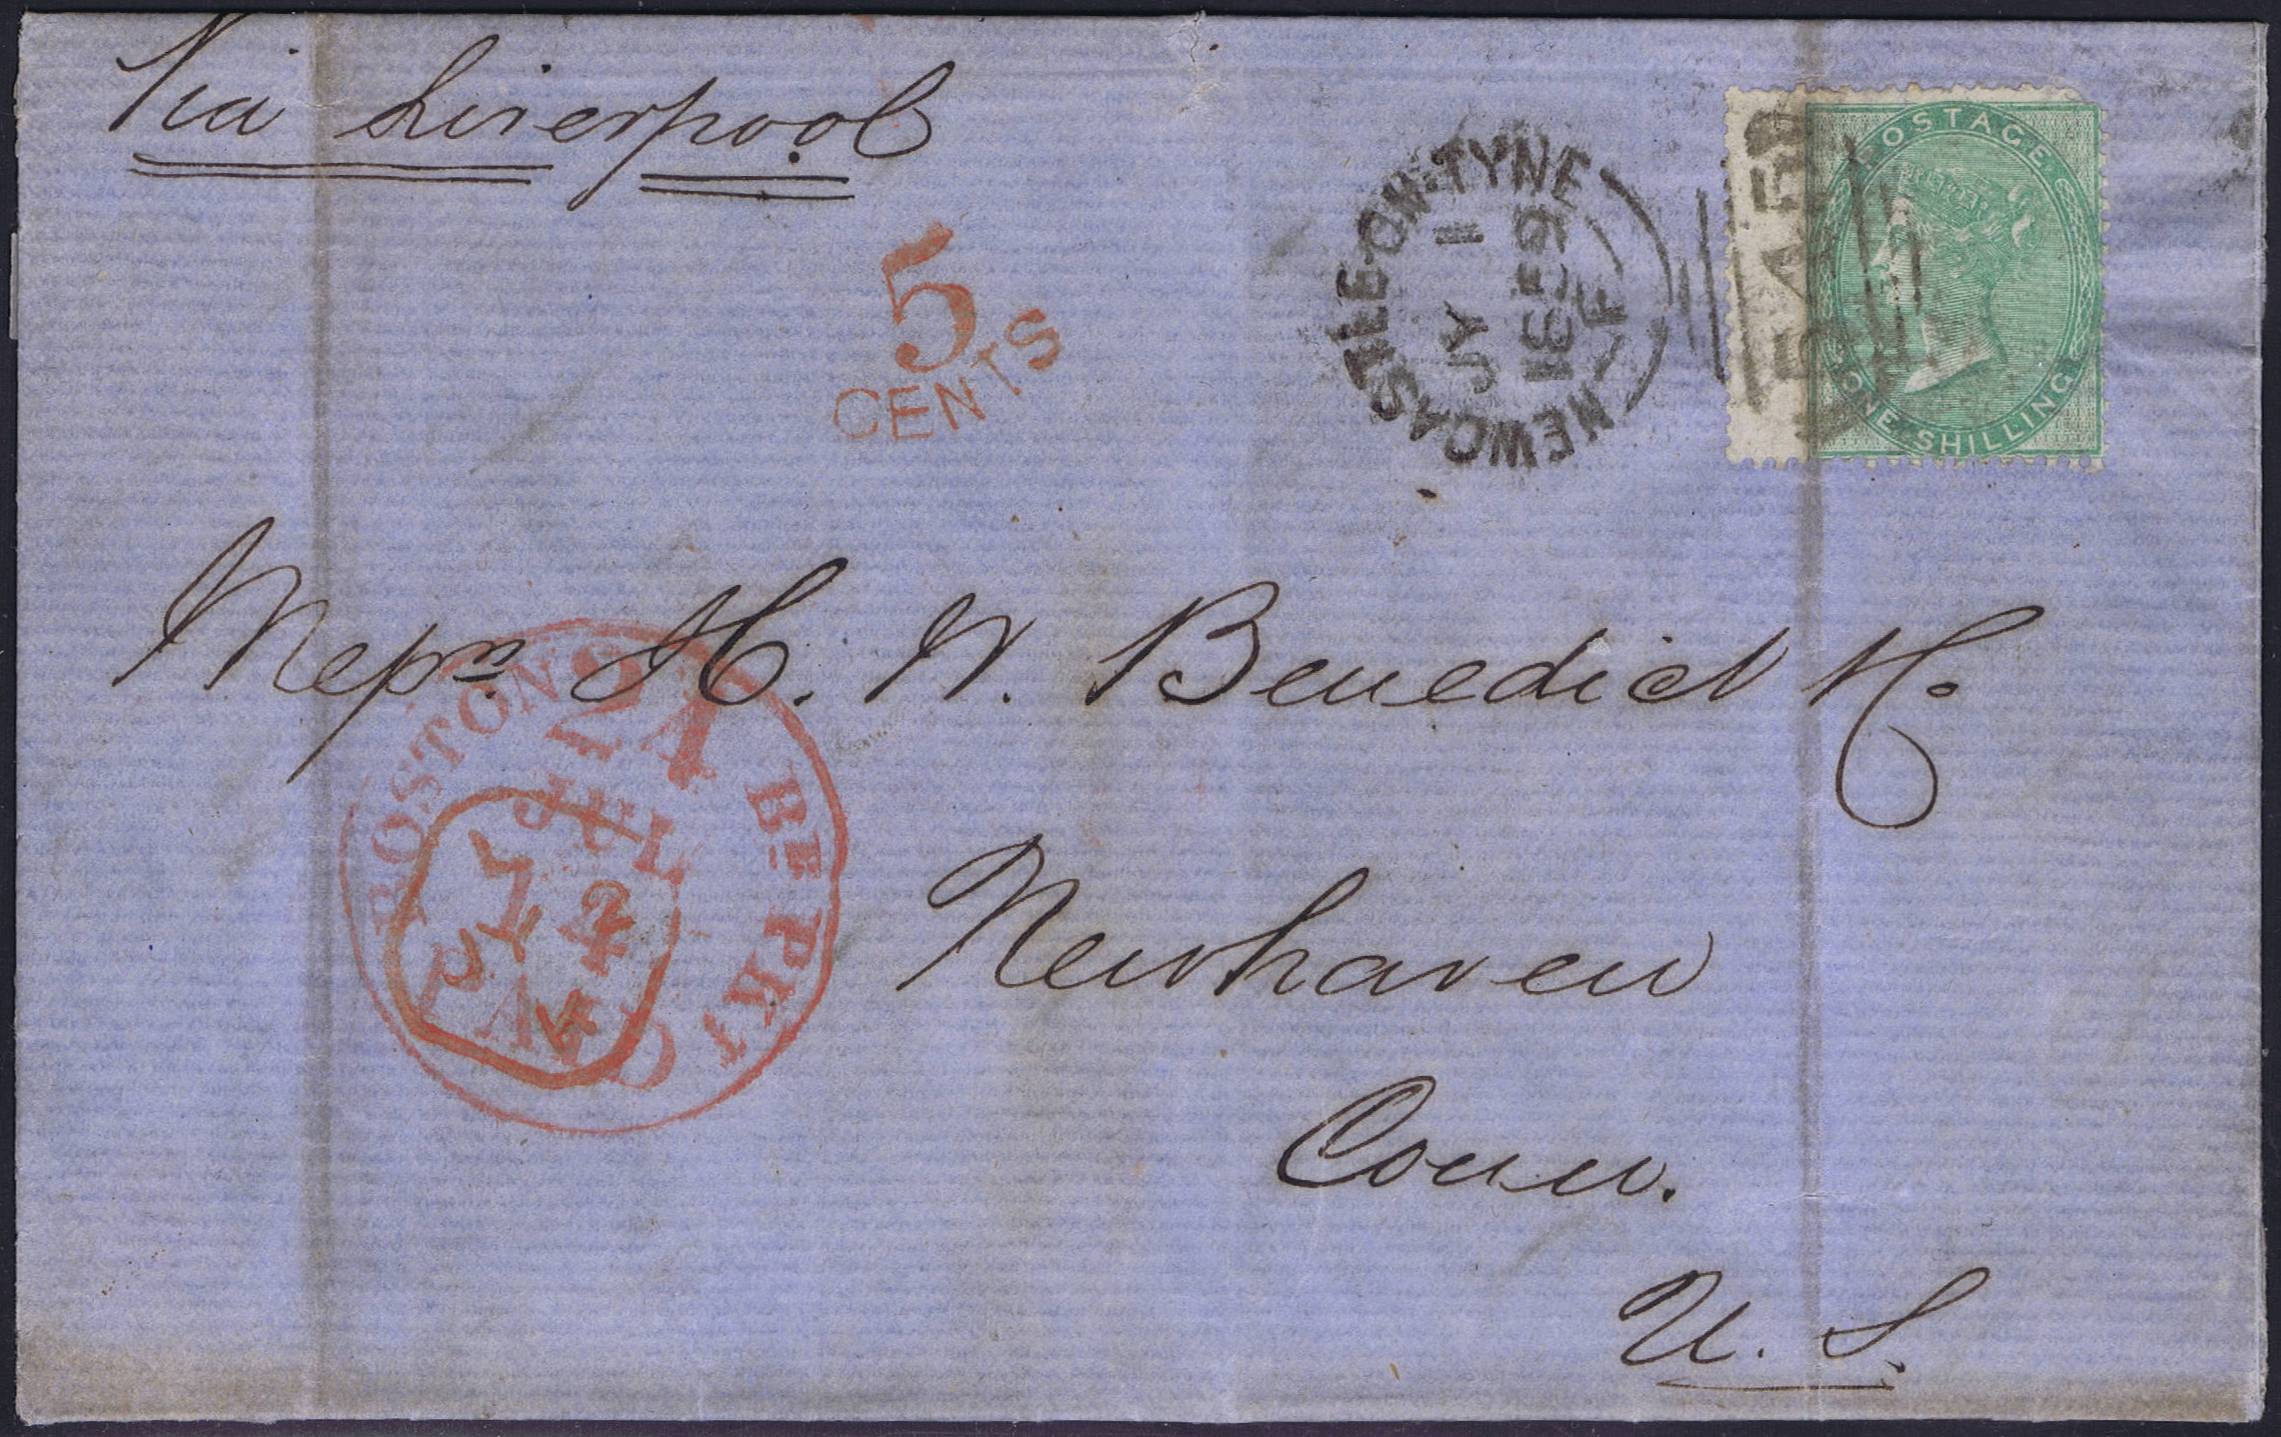 Via Liverpool
5
CENTS
NEWCASTLE-ON-TYNE
JY 1
1859
F
545
POSTAGE
ONE SHILLING
Messrs. H. W. Benedict & Co.
Newhaven
Conn.
U. S.
BOSTON Br. PKT
24
JUL
PAID